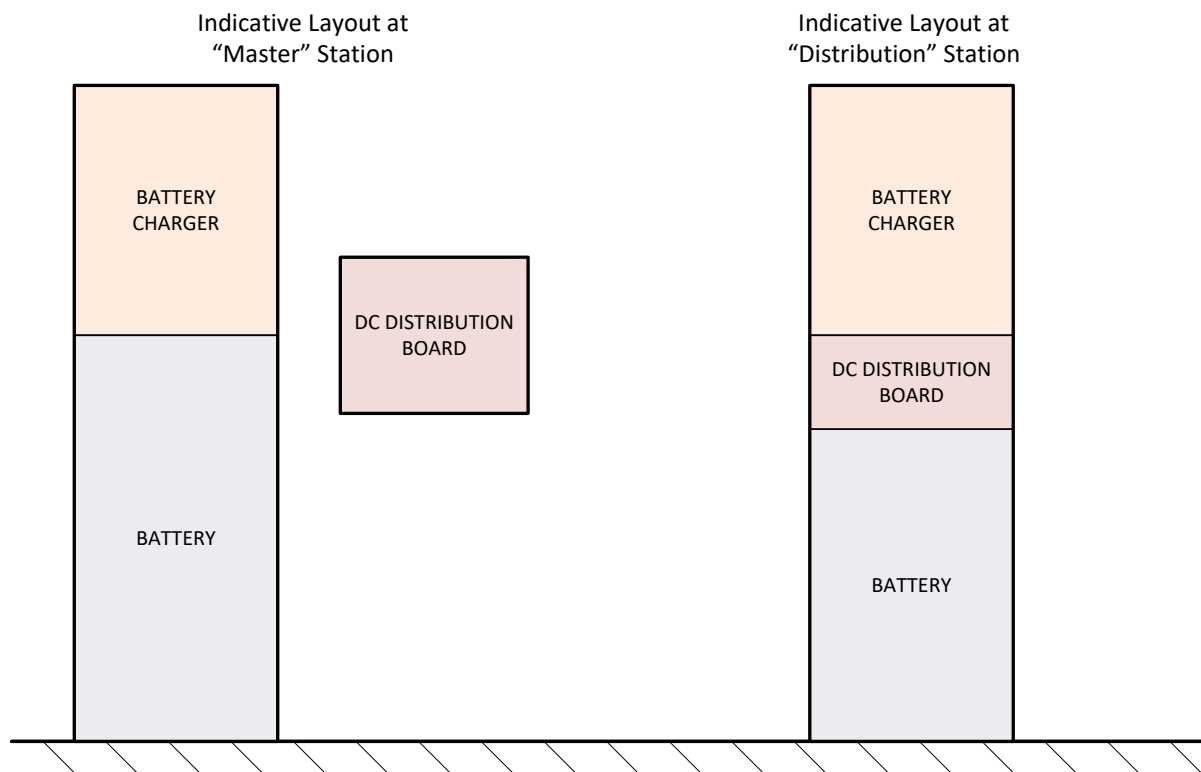 Indicative Layout at
“Master” Station
BATTERY
CHARGER
DC DISTRIBUTION
BOARD
BATTERY
Indicative Layout at
“Distribution” Station
BATTERY
CHARGER
DC DISTRIBUTION
BOARD
BATTERY